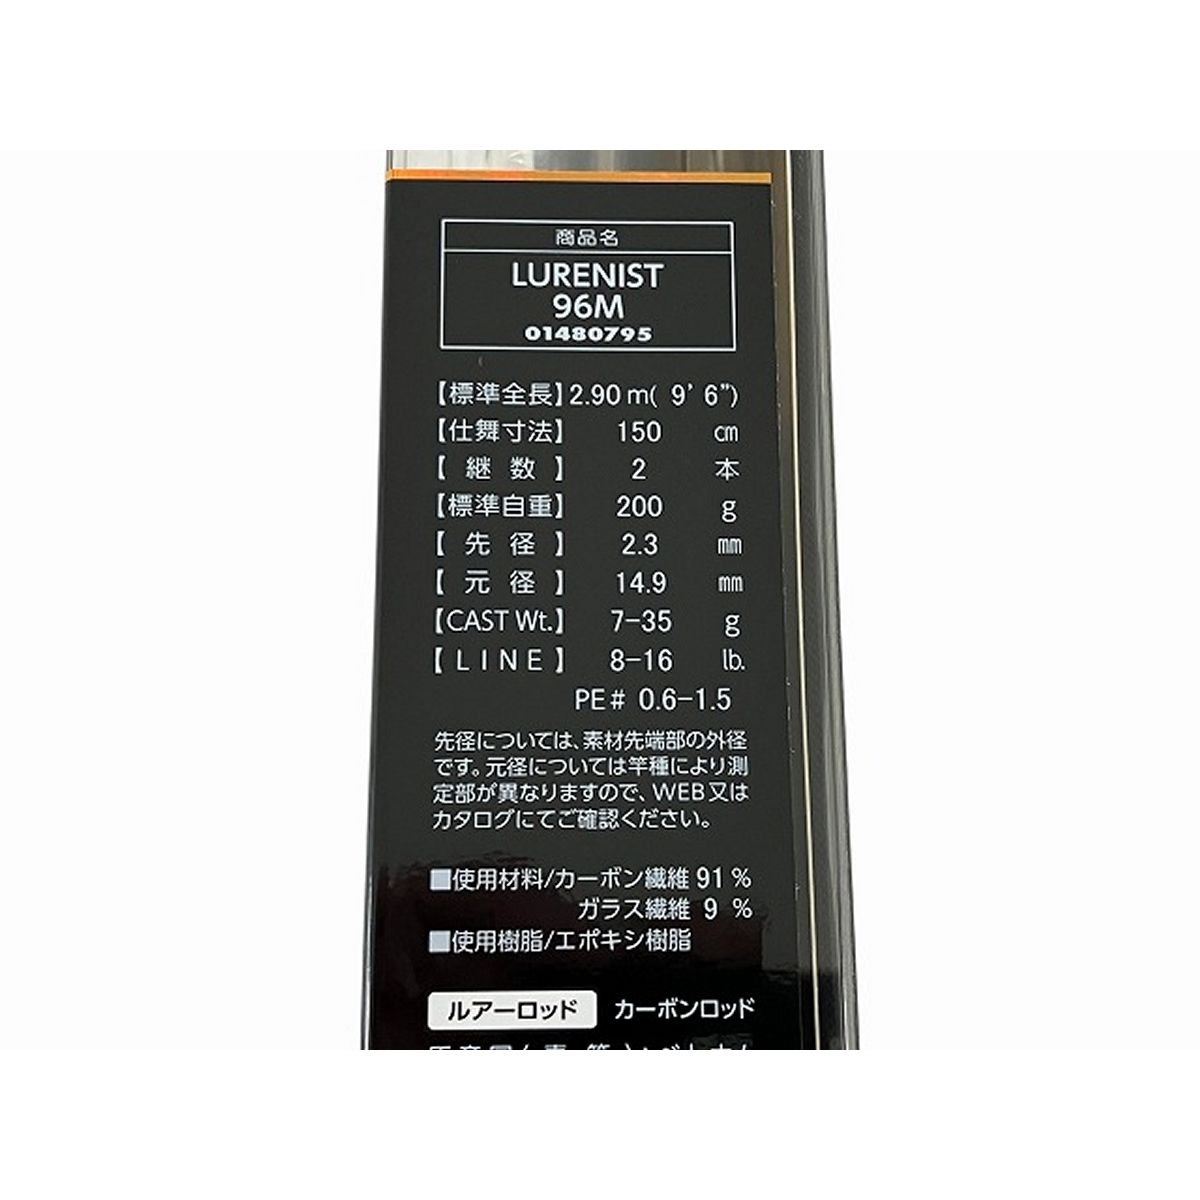 商品名
LURENIST
96M
01480795
【標準全長】2.90m( 9' 6")
【仕舞寸法】 150 cm
【 継 数 】 2 本
【標準自重】 200 g
【 先 径 】 2.3 mm
【 元 径 】 14.9 mm
【CAST Wt.】 7-35 g
【 L I N E 】 8-16 lb.
PE# 0.6-1.5
先径については、素材先端部の外径
です。元径については竿種により測
定部が異なりますので、WEB又は
カタログにてご確認ください。
■使用材料/カーボン繊維 91 %
ガラス繊維 9 %
■使用樹脂/エポキシ樹脂
ルアーロッド カーボンロッド